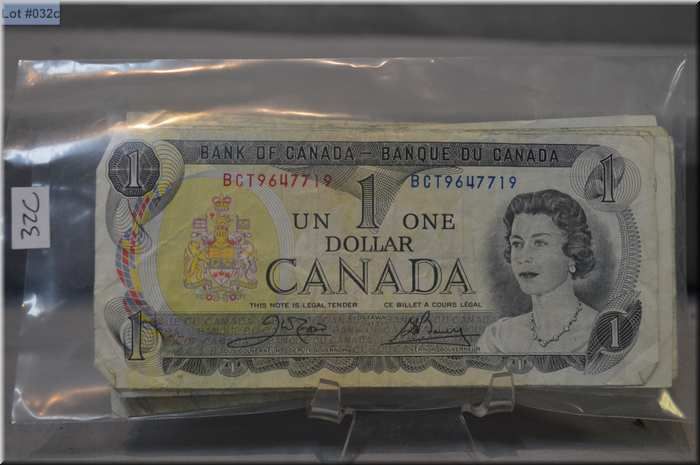 Lot #032c
32C
1
BANK OF CANADA – BANQUE DU CANADA
1
BCT9647719
1
BCT9647719
UN ONE
DOLLAR
CANADA
THIS NOTE IS LEGAL TENDER CE BILLET A COURS LÉGAL
OTTAWA
1
1